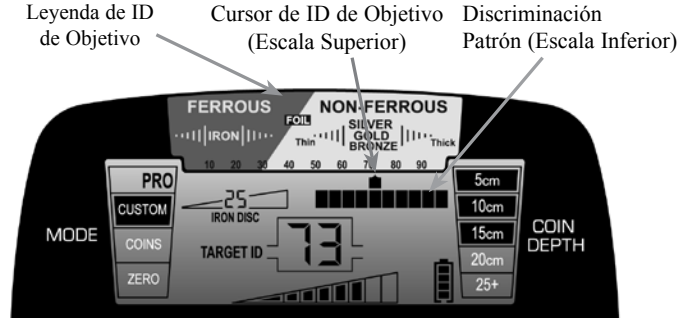 Leyenda de ID
de Objetivo
Cursor de ID de Objetivo
(Escala Superior)
Discriminación
Patrón (Escala Inferior)
FERROUS
NON-FERROUS
FOIL
IRON
Thin
SILVER
GOLD
BRONZE
Thick
10 20 30 40 50 60 70 80 90
PRO
CUSTOM
COINS
ZERO
MODE
25
IRON DISC
TARGET ID
73
5cm
10cm
15cm
20cm
25+
COIN
DEPTH